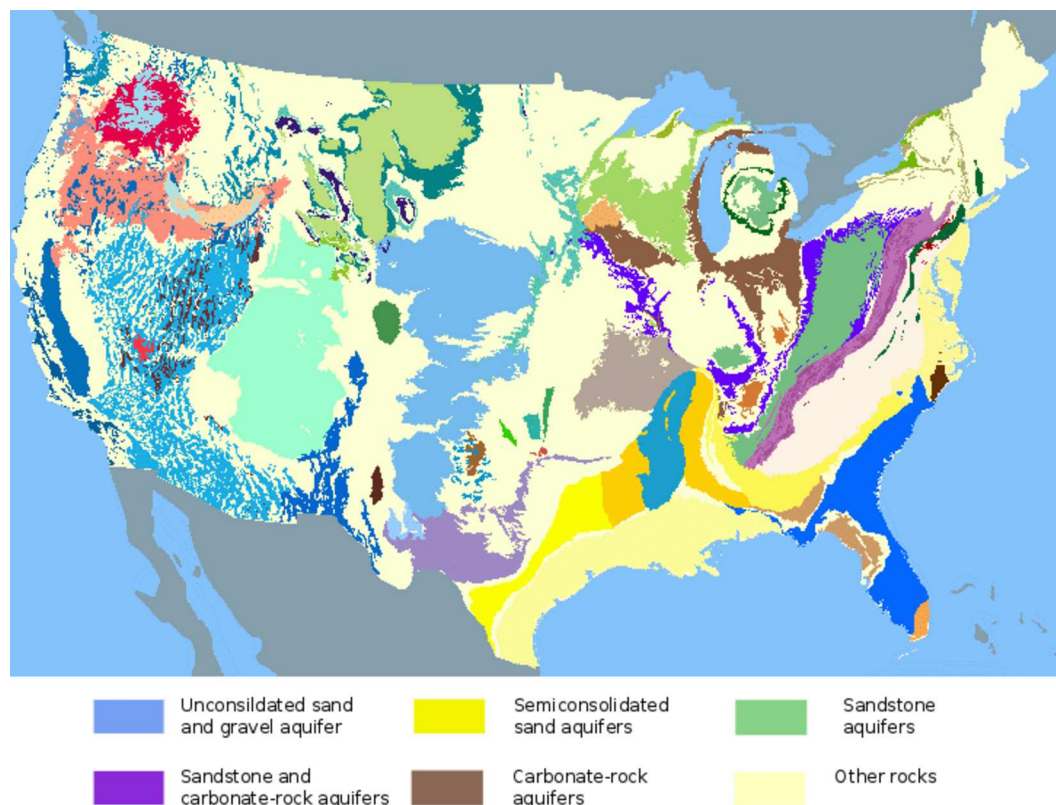 Unconsildated sand
and gravel aquifer
Semiconsolidated
sand aquifers
Sandstone
aquifers
Sandstone and
carbonate-rock aquifers
Carbonate-rock
aquifers
Other rocks